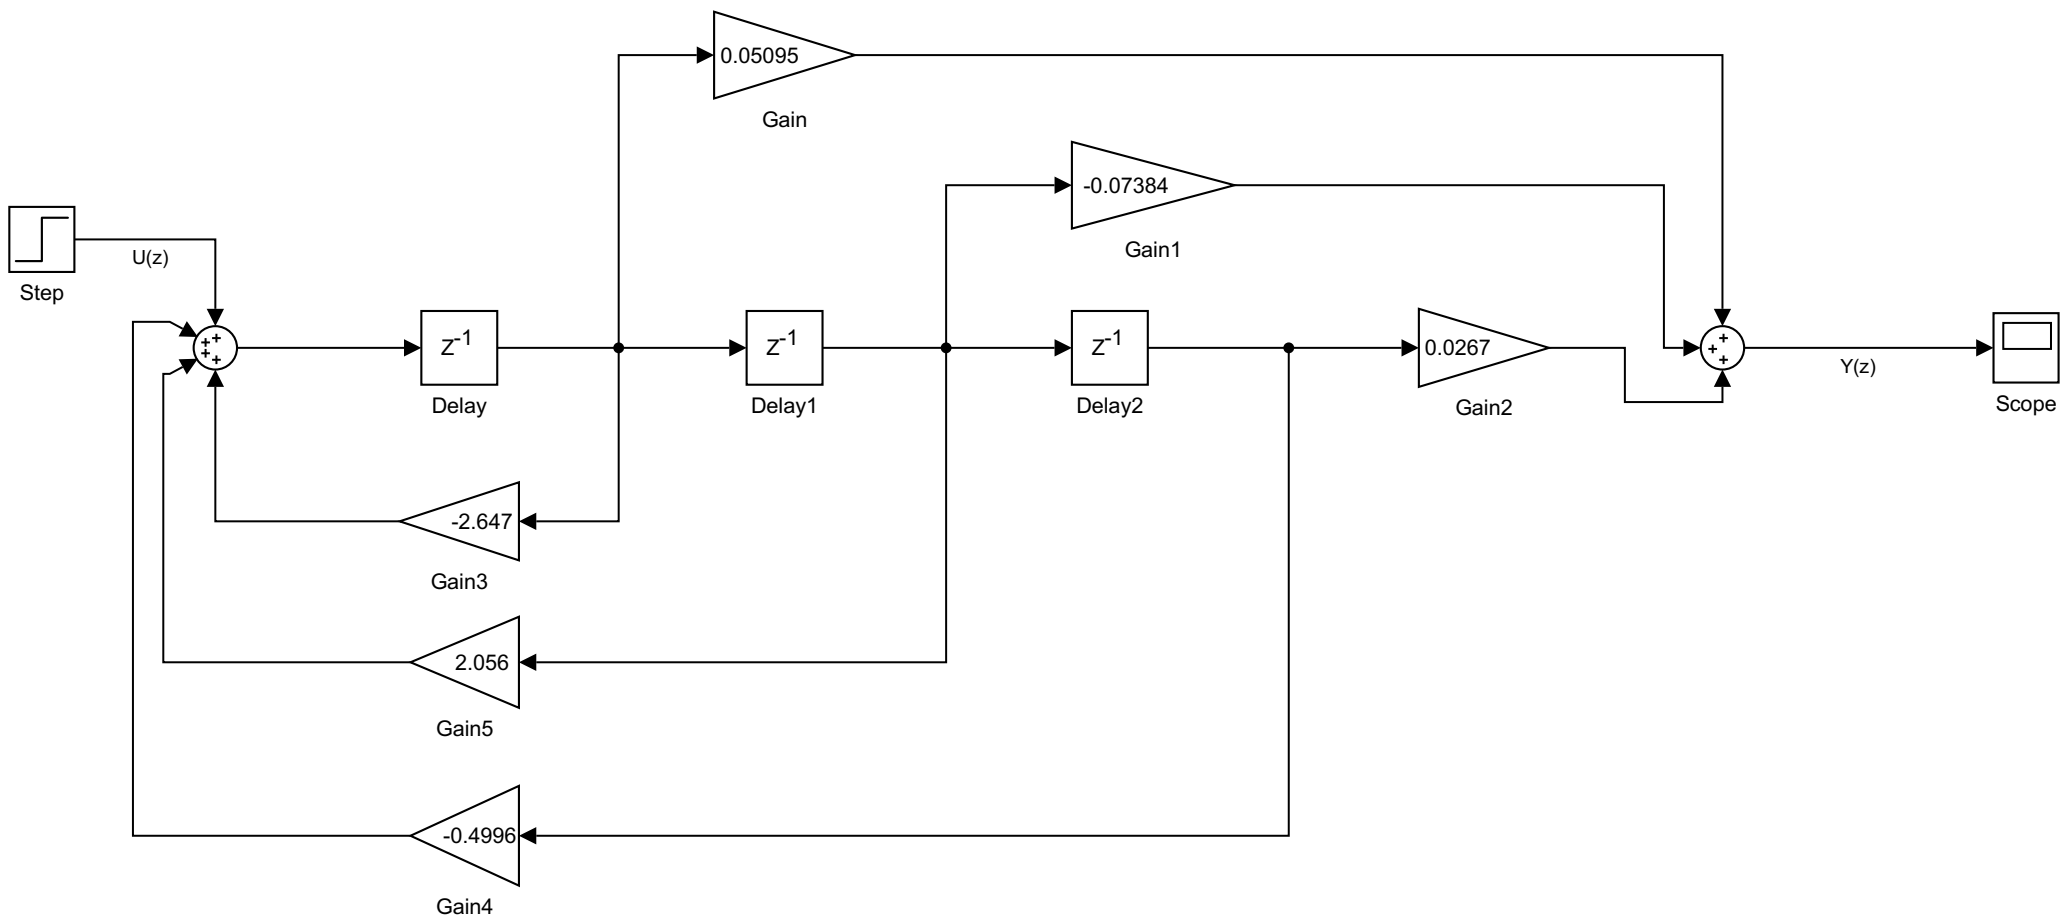 0.05095
Gain
-0.07384
Gain1
U(z)
Step
+
+
+
+
z-1
Delay
z-1
Delay1
z-1
Delay2
0.0267
Gain2
+
+
+
Y(z)
Scope
-2.647
Gain3
2.056
Gain5
-0.4996
Gain4